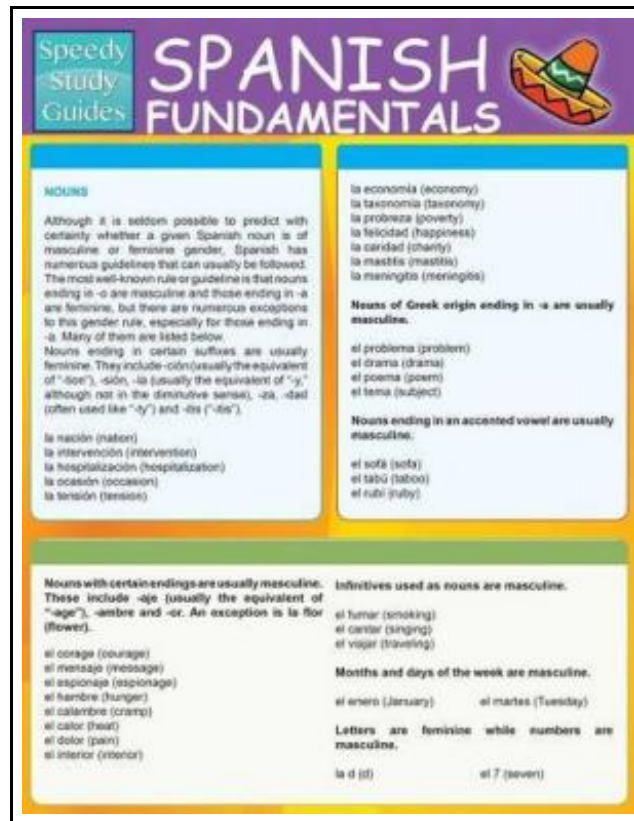 Speedy
Study
Guides
SPANISH
FUNDAMENTALS
NOUNS
Although it is seldom possible to predict with
certainty whether a given Spanish noun is of
masculine or feminine gender, Spanish has
numerous guidelines that can usually be followed.
The most well-known rule or guideline is that nouns
ending in -o are masculine and those ending in -a
are feminine, but there are numerous exceptions
to this gender rule, especially for those ending in
-a. Many of them are listed below.
Nouns ending in certain suffixes are usually
feminine. They include -ción (usually the equivalent
of "-tion"), -sión, -ía (usually the equivalent of "-y,"
although not in the diminutive sense), -za, -dad
(often used like "-ty") and -itis ("-itis").
la nación (nation)
la intervención (intervention)
la hospitalización (hospitalization)
la ocasión (occasion)
la tensión (tension)
la economía (economy)
la taxonomía (taxonomy)
la probreza (poverty)
la felicidad (happiness)
la caridad (charity)
la mastitis (mastitis)
la meningitis (meningitis)
Nouns of Greek origin ending in -a are usually
masculine.
el problema (problem)
el drama (drama)
el poema (poem)
el tema (subject)
Nouns ending in an accented vowel are usually
masculine.
el sofá (sofa)
el tabú (taboo)
el rubí (ruby)
Nouns with certain endings are usually masculine.
These include -aje (usually the equivalent of
"-age"), -ambre and -or. An exception is la flor
(flower).
el corage (courage)
el mensaje (message)
el espionaje (espionage)
el hambre (hunger)
el calambre (cramp)
el calor (heat)
el dolor (pain)
el interior (interior)
Infinitives used as nouns are masculine.
el fumar (smoking)
el cantar (singing)
el viajar (traveling)
Months and days of the week are masculine.
el enero (January) el martes (Tuesday)
Letters are feminine while numbers are
masculine.
la d (d) el 7 (seven)